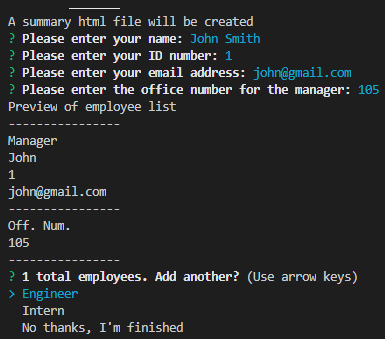 A summary html file will be created
? Please enter your name: John Smith
? Please enter your ID number: 1
? Please enter your email address: john@gmail.com
? Please enter the office number for the manager: 105
Preview of employee list
---------------
Manager
John
1
john@gmail.com
---------------
Off. Num.
105
---------------
? 1 total employees. Add another? (Use arrow keys)
> Engineer
  Intern
  No thanks, I'm finished